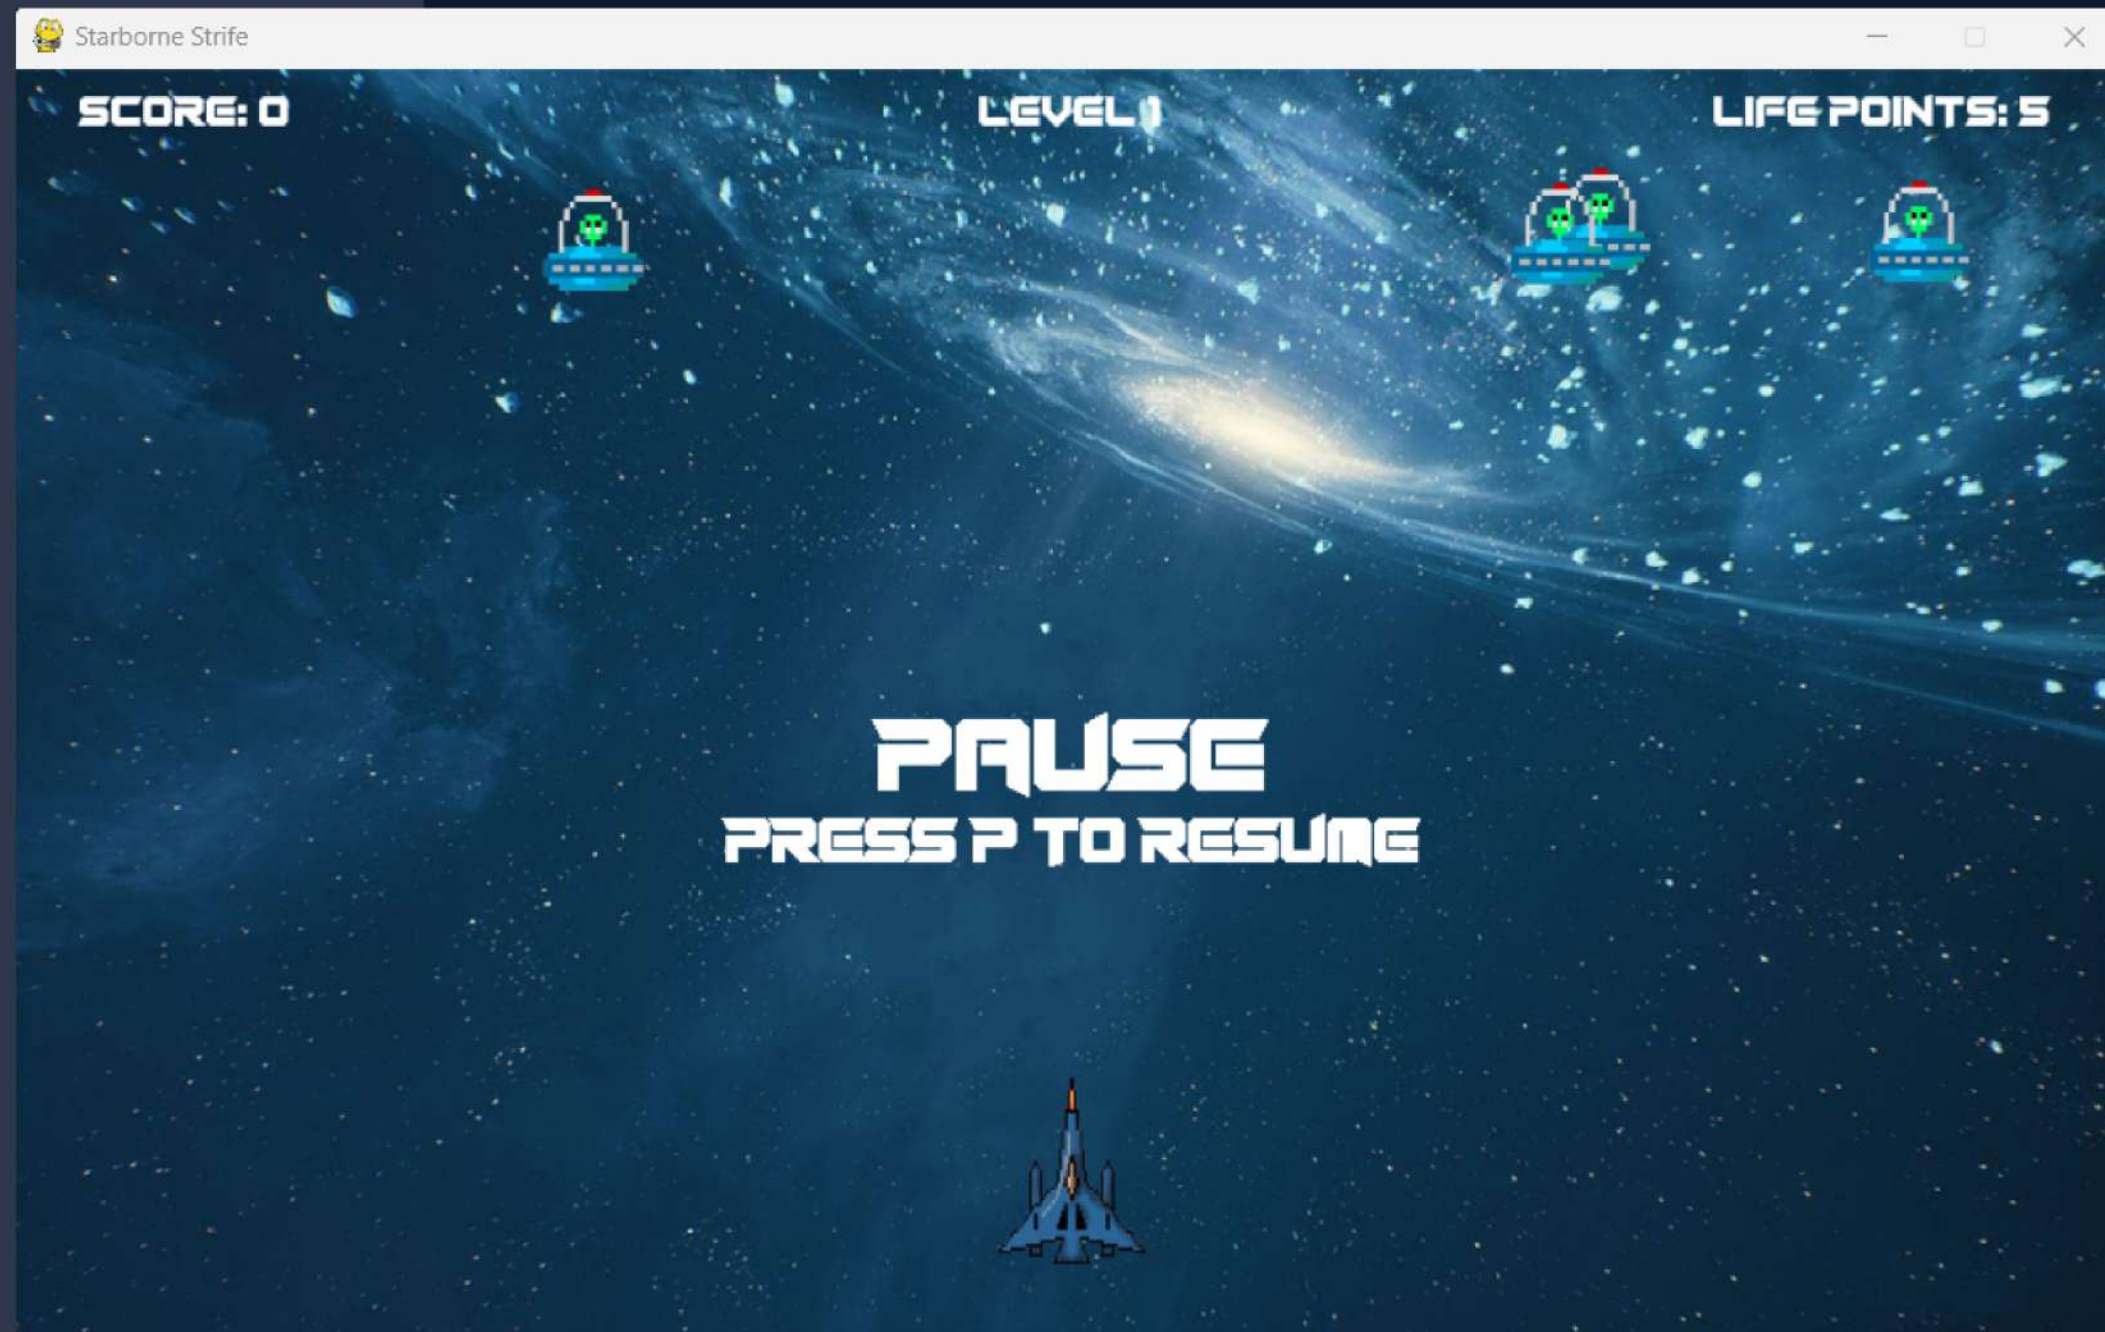 Starborne Strife
SCORE: 0 LEVEL 1 LIFE POINTS: 5
PAUSE
PRESS P TO RESUME